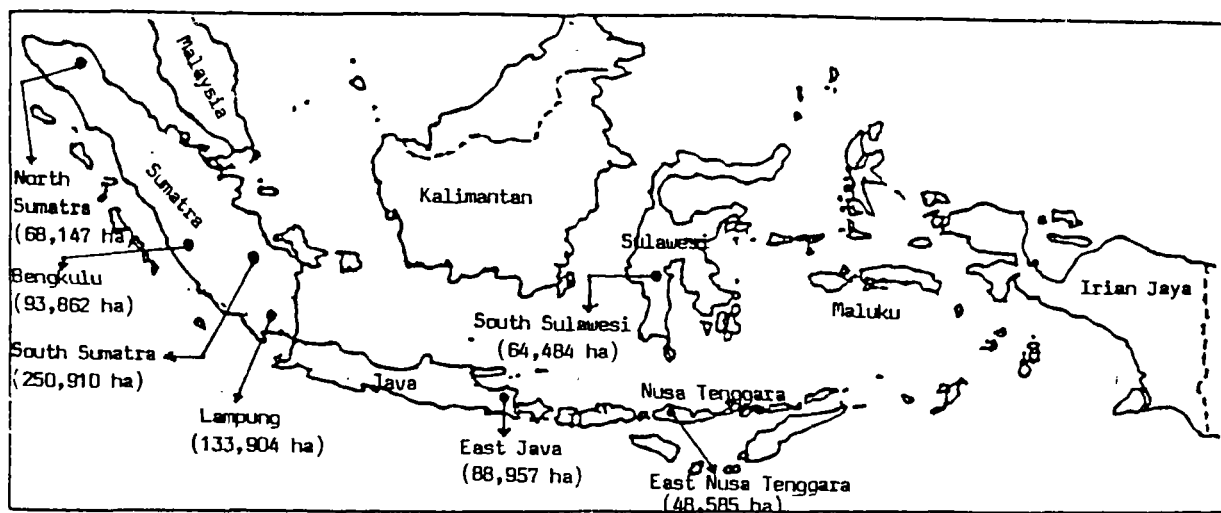 Malaysia
North
Sumatra
(68,147 ha)
Sumatra
Kalimantan
Bengkulu
(93,862 ha)
South Sumatra
(250,910 ha)
Lampung
(133,904 ha)
Java
East Java
(88,957 ha)
Sulawesi
South Sulawesi
(64,484 ha)
Maluku
Irian Jaya
Nusa Tenggara
East Nusa Tenggara
(48,585 ha)